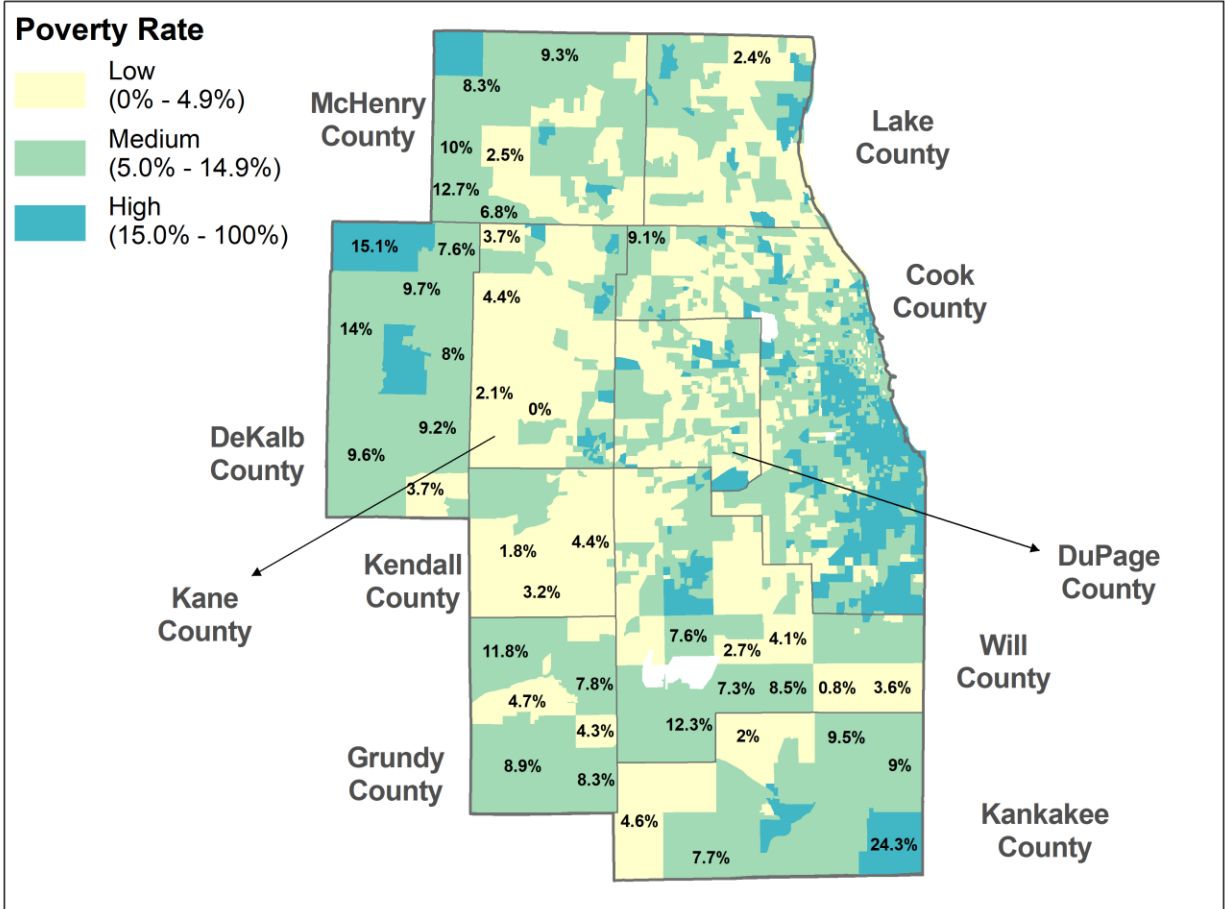 Poverty Rate
Low
(0% - 4.9%)
Medium
(5.0% - 14.9%)
High
(15.0% - 100%)
McHenry
County
9.3%
8.3%
10%
2.5%
12.7%
6.8%
2.4%
Lake
County
15.1%
7.6%
3.7%
9.1%
9.7%
4.4%
14%
8%
2.1%
0%
9.2%
9.6%
3.7%
Cook
County
DeKalb
County
Kane
County
Kendall
County
1.8%
4.4%
3.2%
DuPage
County
11.8%
7.8%
4.7%
4.3%
8.9%
8.3%
Grundy
County
7.6%
2.7%
4.1%
7.3%
8.5%
0.8%
3.6%
12.3%
Will
County
2%
9.5%
9%
4.6%
7.7%
24.3%
Kankakee
County